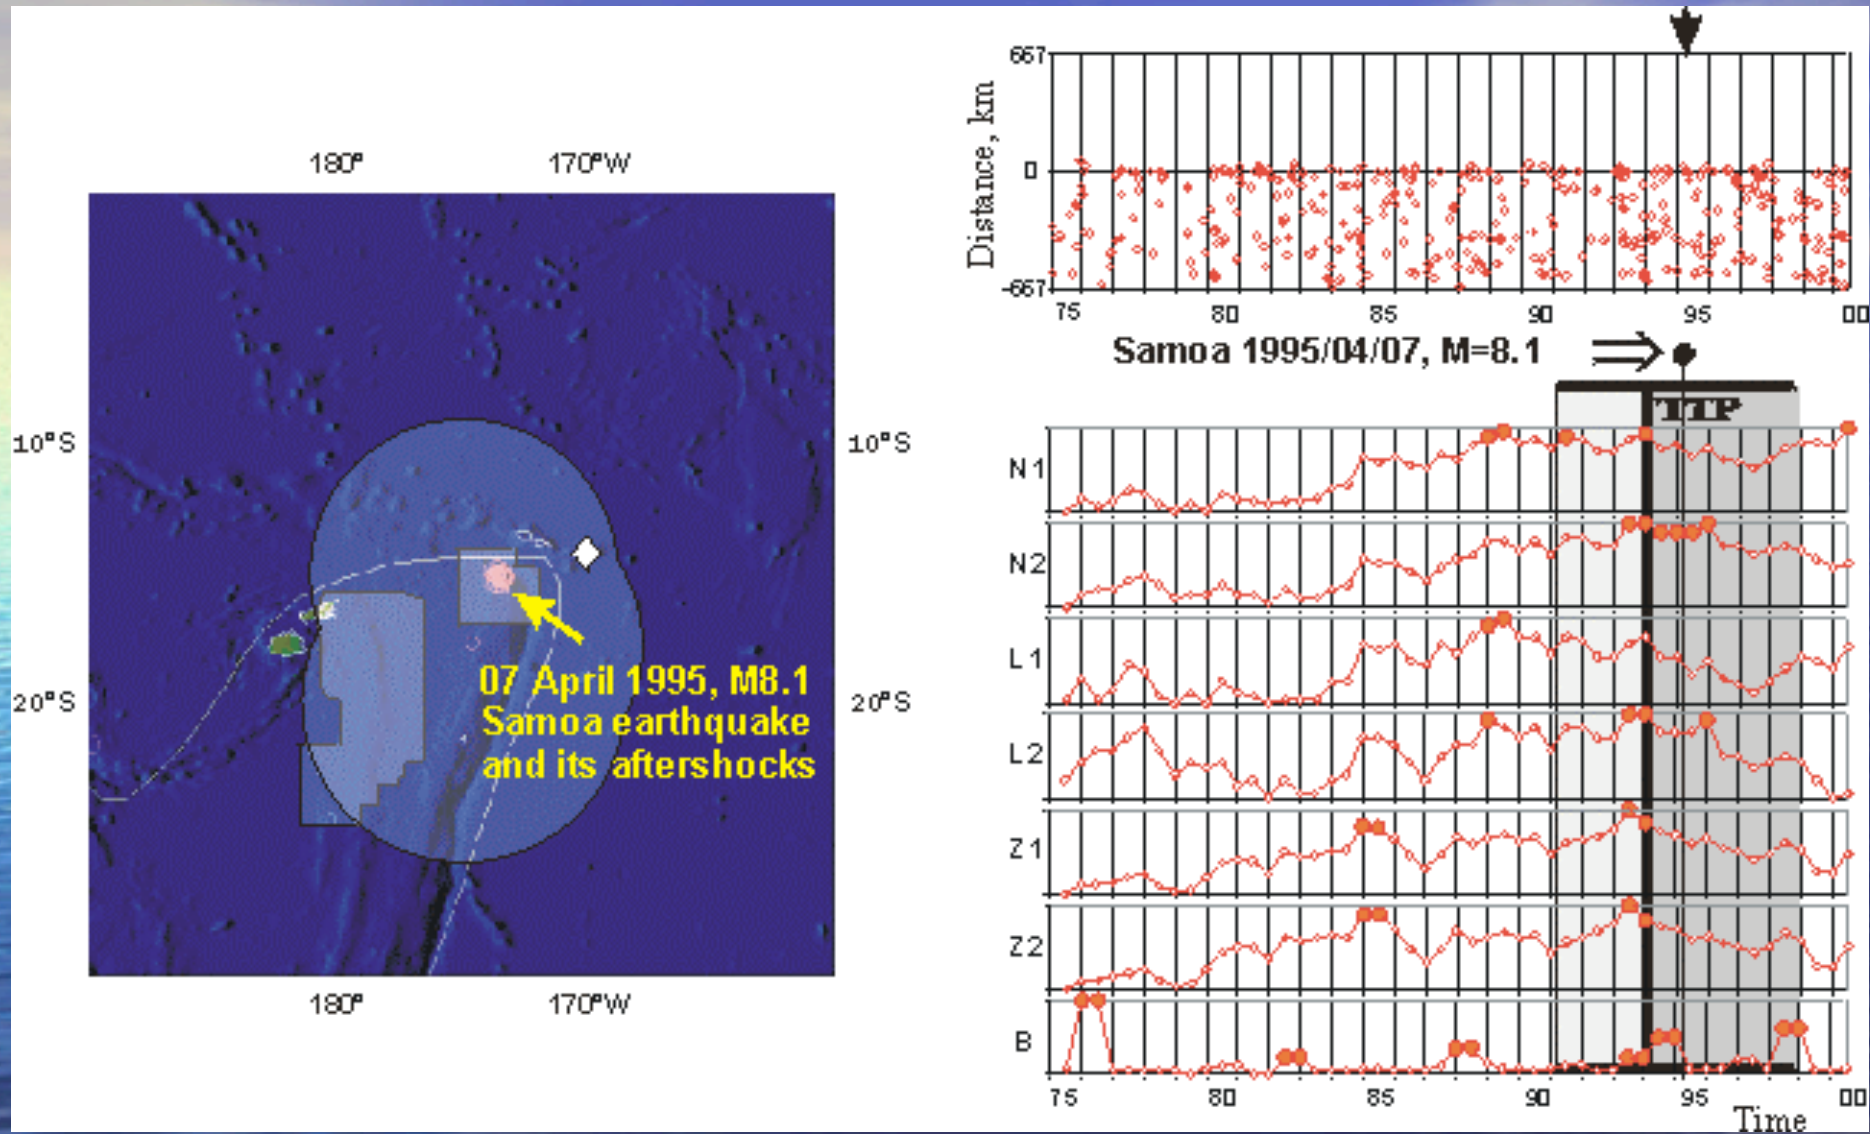 180° 170°W
10°S 10°S
20°S 20°S
07 April 1995, M8.1
Samoa earthquake
and its aftershocks
180° 170°W
Distance, km
667
0
-667
75 80 85 90 95 00
Samoa 1995/04/07, M=8.1
TIP
N1
N2
L1
L2
Z1
Z2
B
75 80 85 90 95 00
Time